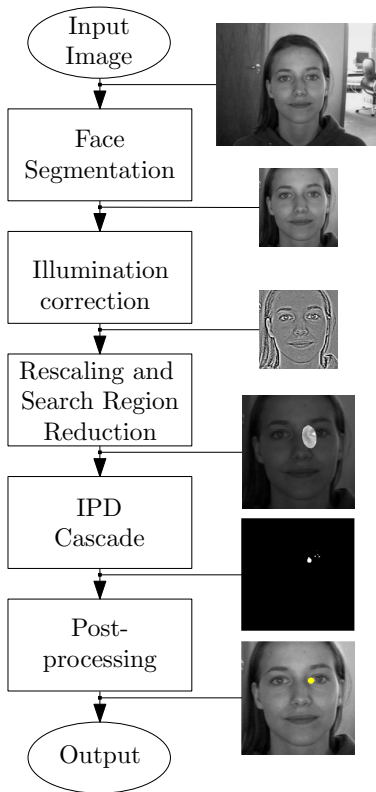 Input
Image
Face
Segmentation
Illumination
correction
Rescaling and
Search Region
Reduction
IPD
Cascade
Post-
processing
Output